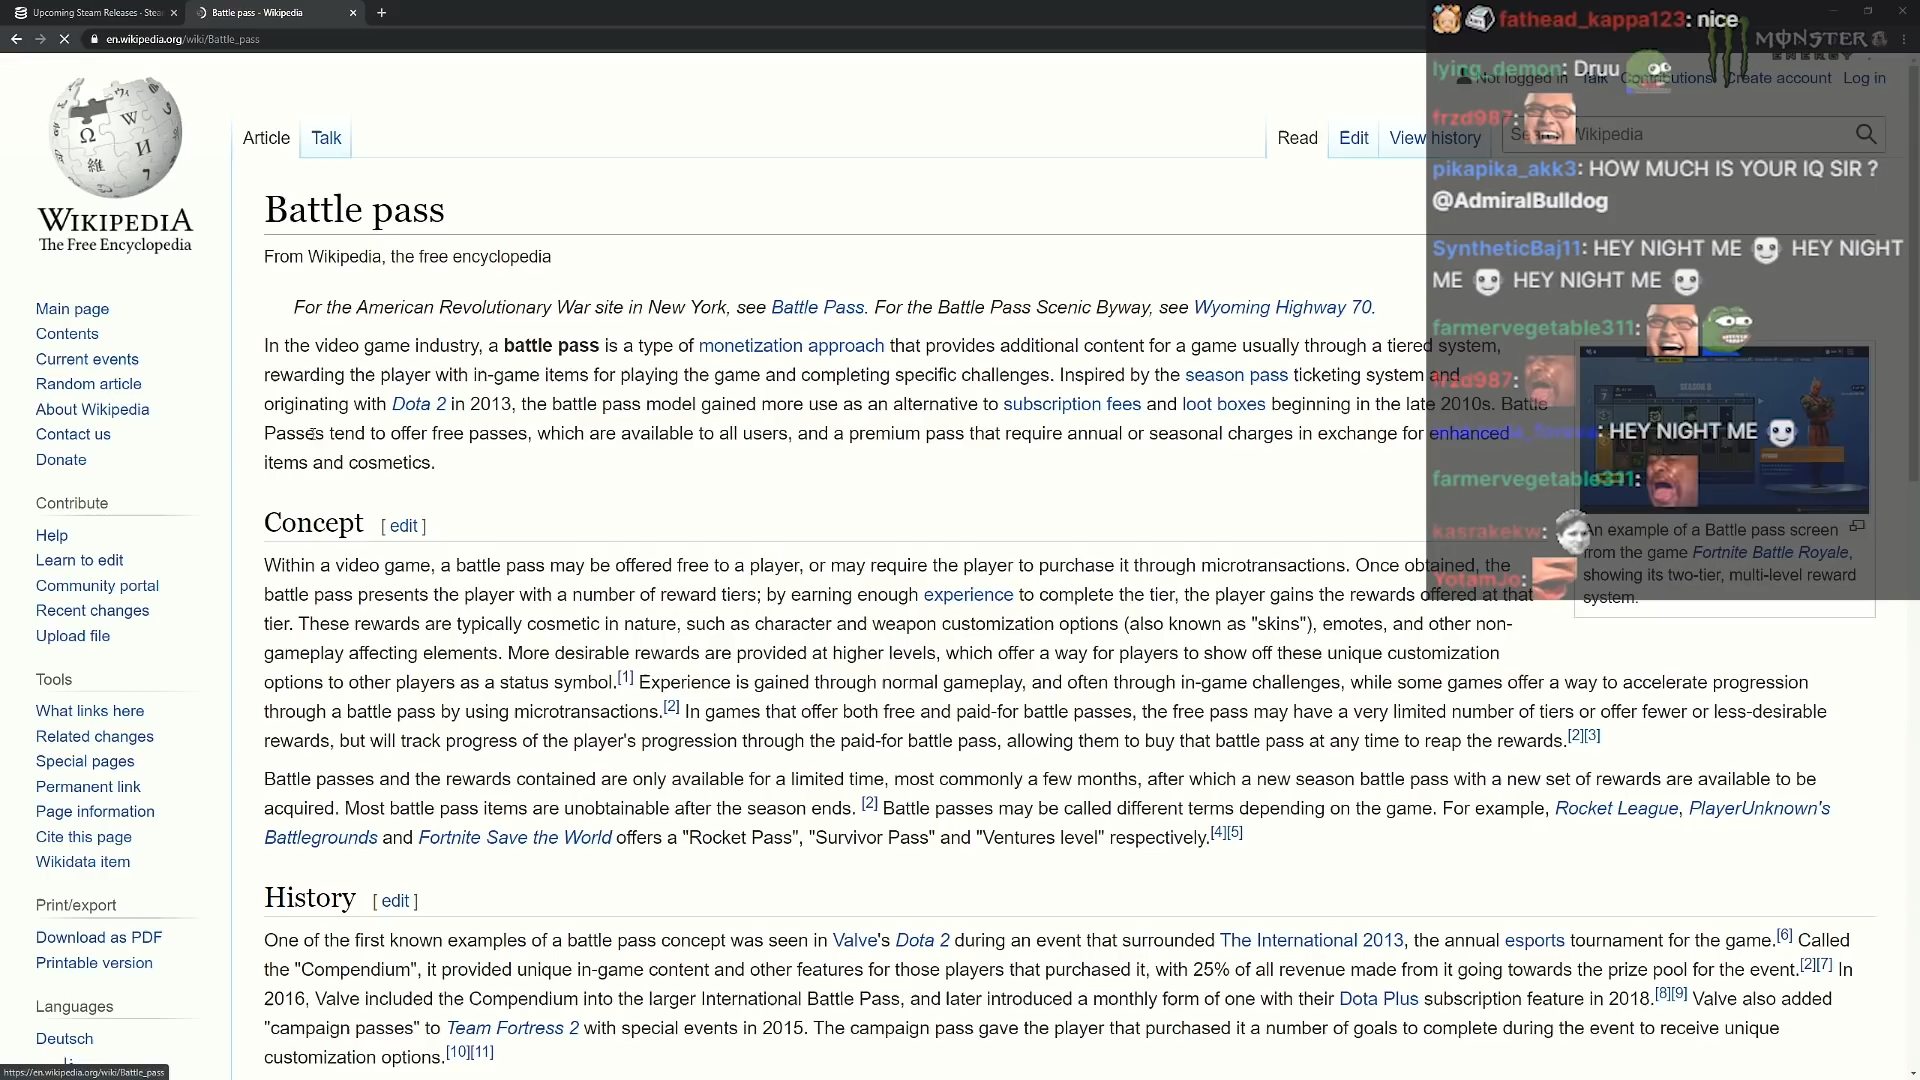 Upcoming Steam Releases · Stea
Battle pass - Wikipedia
en.wikipedia.org/wiki/Battle_pass
WIKIPEDIA
The Free Encyclopedia
Main page
Contents
Current events
Random article
About Wikipedia
Contact us
Donate
Contribute
Help
Learn to edit
Community portal
Recent changes
Upload file
Tools
What links here
Related changes
Special pages
Permanent link
Page information
Cite this page
Wikidata item
Print/export
Download as PDF
Printable version
Languages
Deutsch
https://en.wikipedia.org/wiki/Battle_pass
Not logged in Talk Contributions Create account Log in
Article Talk
Read Edit View history
Search Wikipedia
Battle pass
From Wikipedia, the free encyclopedia
For the American Revolutionary War site in New York, see Battle Pass. For the Battle Pass Scenic Byway, see Wyoming Highway 70.
In the video game industry, a battle pass is a type of monetization approach that provides additional content for a game usually through a tiered system,
rewarding the player with in-game items for playing the game and completing specific challenges. Inspired by the season pass ticketing system and
originating with Dota 2 in 2013, the battle pass model gained more use as an alternative to subscription fees and loot boxes beginning in the late 2010s. Battle
Passes tend to offer free passes, which are available to all users, and a premium pass that require annual or seasonal charges in exchange for enhanced
items and cosmetics.
Concept [ edit ]
Within a video game, a battle pass may be offered free to a player, or may require the player to purchase it through microtransactions. Once obtained, the
battle pass presents the player with a number of reward tiers; by earning enough experience to complete the tier, the player gains the rewards offered at that
tier. These rewards are typically cosmetic in nature, such as character and weapon customization options (also known as "skins"), emotes, and other non-
gameplay affecting elements. More desirable rewards are provided at higher levels, which offer a way for players to show off these unique customization
options to other players as a status symbol.[1] Experience is gained through normal gameplay, and often through in-game challenges, while some games offer a way to accelerate progression
through a battle pass by using microtransactions.[2] In games that offer both free and paid-for battle passes, the free pass may have a very limited number of tiers or offer fewer or less-desirable
rewards, but will track progress of the player's progression through the paid-for battle pass, allowing them to buy that battle pass at any time to reap the rewards.[2][3]
Battle passes and the rewards contained are only available for a limited time, most commonly a few months, after which a new season battle pass with a new set of rewards are available to be
acquired. Most battle pass items are unobtainable after the season ends. [2] Battle passes may be called different terms depending on the game. For example, Rocket League, PlayerUnknown's
Battlegrounds and Fortnite Save the World offers a "Rocket Pass", "Survivor Pass" and "Ventures level" respectively.[4][5]
History [ edit ]
One of the first known examples of a battle pass concept was seen in Valve's Dota 2 during an event that surrounded The International 2013, the annual esports tournament for the game.[6] Called
the "Compendium", it provided unique in-game content and other features for those players that purchased it, with 25% of all revenue made from it going towards the prize pool for the event.[2][7] In
2016, Valve included the Compendium into the larger International Battle Pass, and later introduced a monthly form of one with their Dota Plus subscription feature in 2018.[8][9] Valve also added
"campaign passes" to Team Fortress 2 with special events in 2015. The campaign pass gave the player that purchased it a number of goals to complete during the event to receive unique
customization options.[10][11]
An example of a Battle pass screen
from the game Fortnite Battle Royale,
showing its two-tier, multi-level reward
system.
fathead_kappa123: nice
MONSTER
ENERGY
lying_demon: Druu
frzd987:
pikapika_akk3: HOW MUCH IS YOUR IQ SIR ?
@AdmiralBulldog
SyntheticBaj11: HEY NIGHT ME HEY NIGHT
ME HEY NIGHT ME
farmervegetable311:
frzd987:
: HEY NIGHT ME
farmervegetable311:
kasrakekw:
YotamJo: